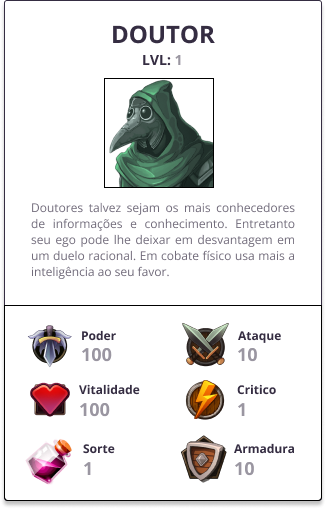 DOUTOR
LVL: 1
Doutores talvez sejam os mais conhecedores
de informações e conhecimento. Entretanto
seu ego pode lhe deixar em desvantagem em
um duelo racional. Em cobate físico usa mais a
inteligência ao seu favor.
Poder
100
Ataque
10
Vitalidade
100
Critico
1
Sorte
1
Armadura
10